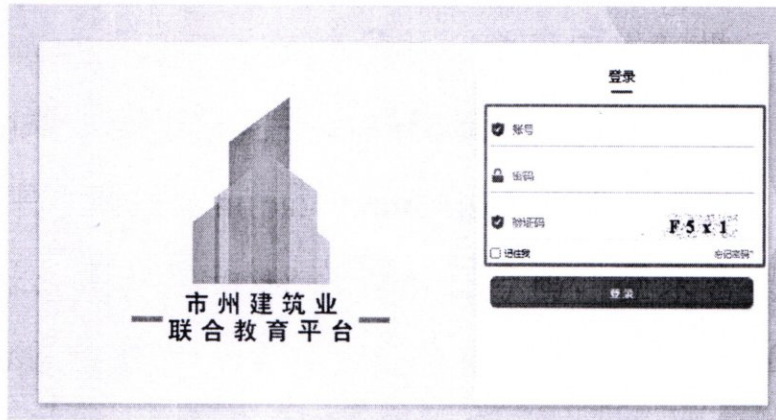 登录
账号
密码
验证码
F 5 x 1
记住我
忘记密码?
登 录
市州建筑业
联合教育平台